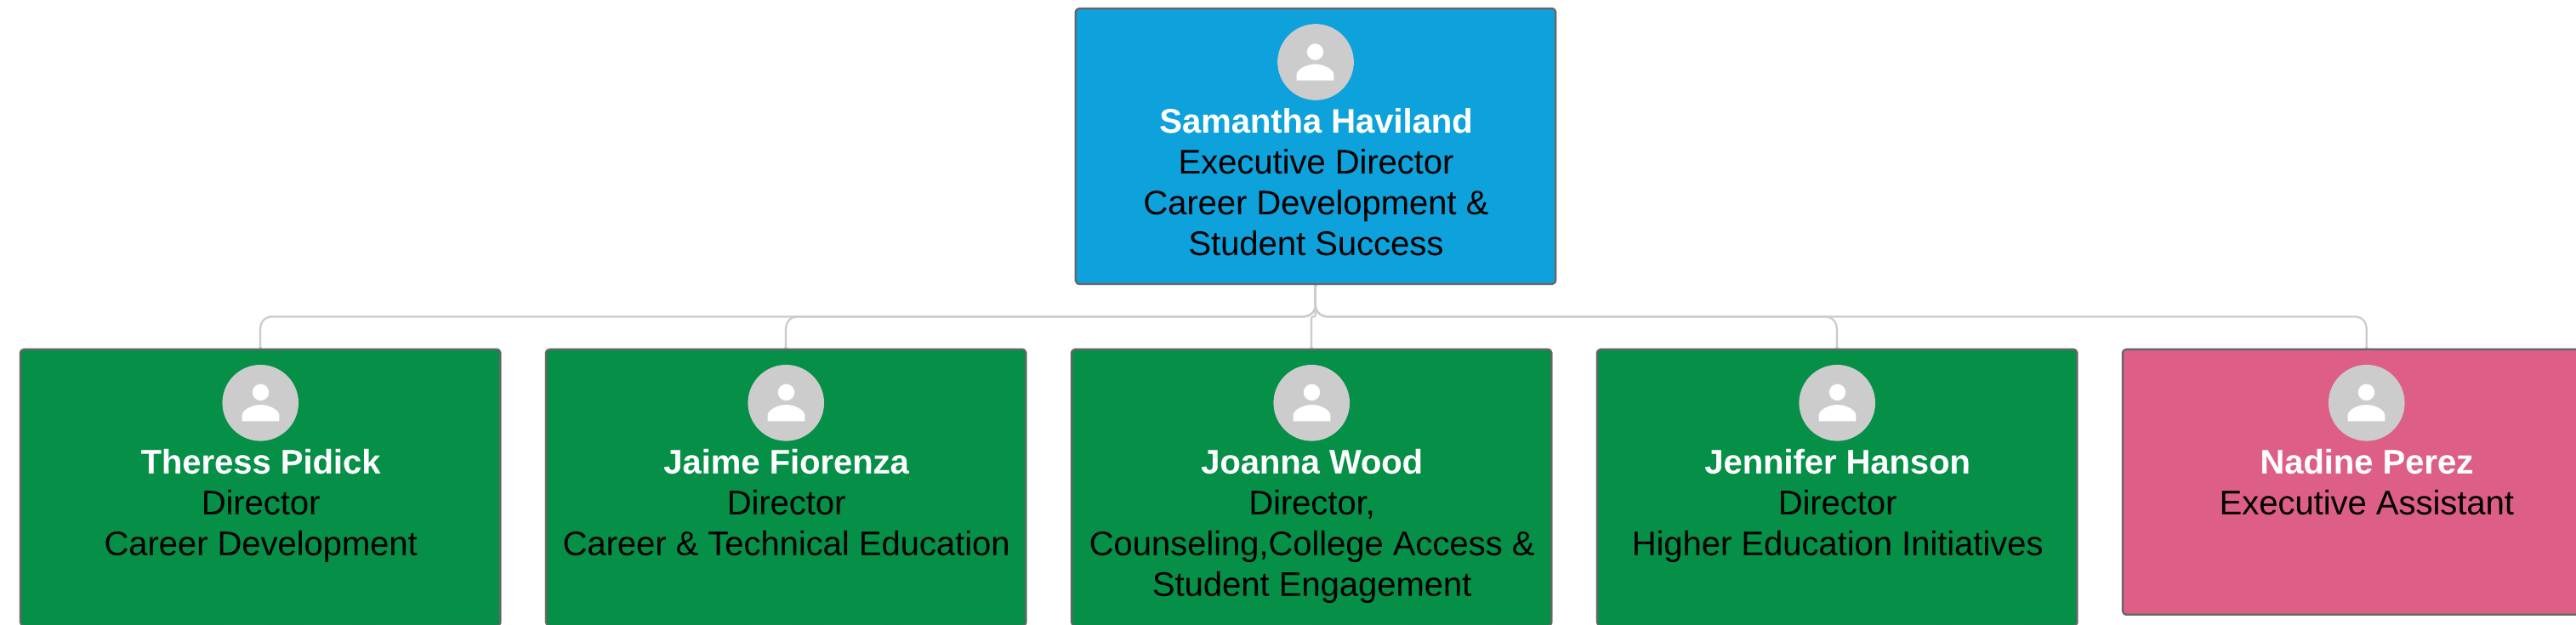 Samantha Haviland
Executive Director
Career Development &
Student Success
Theress Pidick
Director
Career Development
Jaime Fiorenza
Director
Career & Technical Education
Joanna Wood
Director,
Counseling,College Access &
Student Engagement
Jennifer Hanson
Director
Higher Education Initiatives
Nadine Perez
Executive Assistant